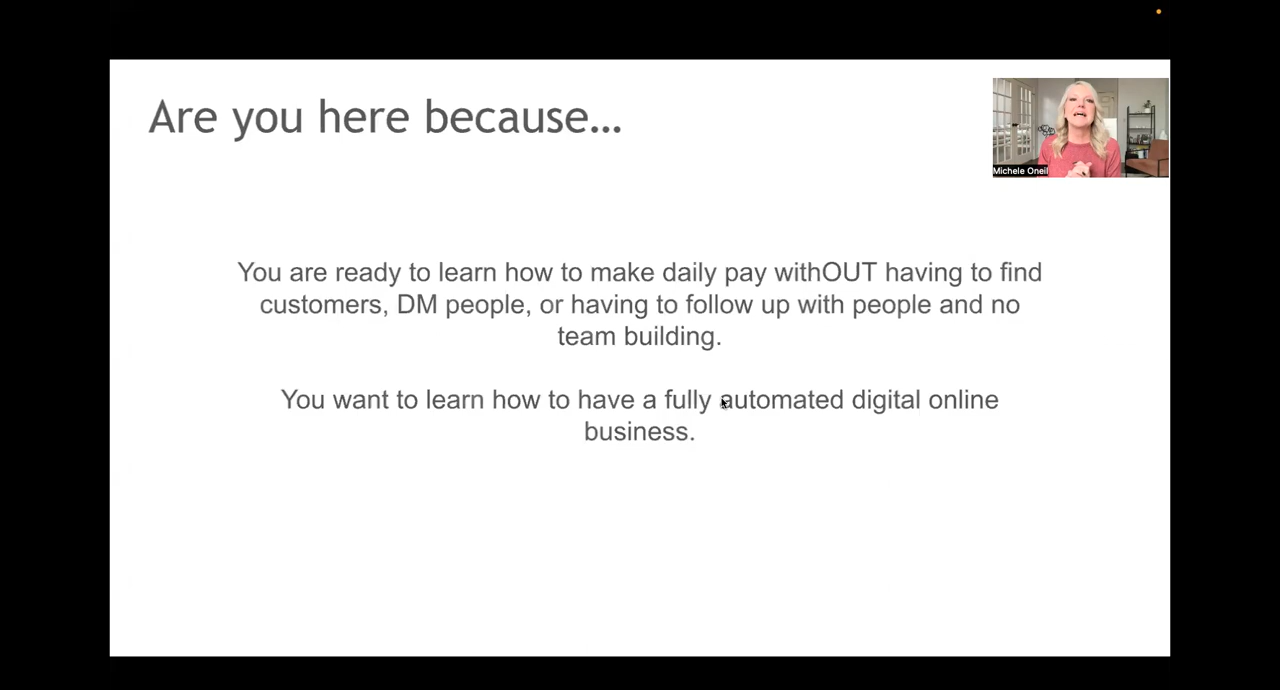 Are you here because…
Michele Oneil
You are ready to learn how to make daily pay withOUT having to find
customers, DM people, or having to follow up with people and no
team building.
You want to learn how to have a fully automated digital online
business.